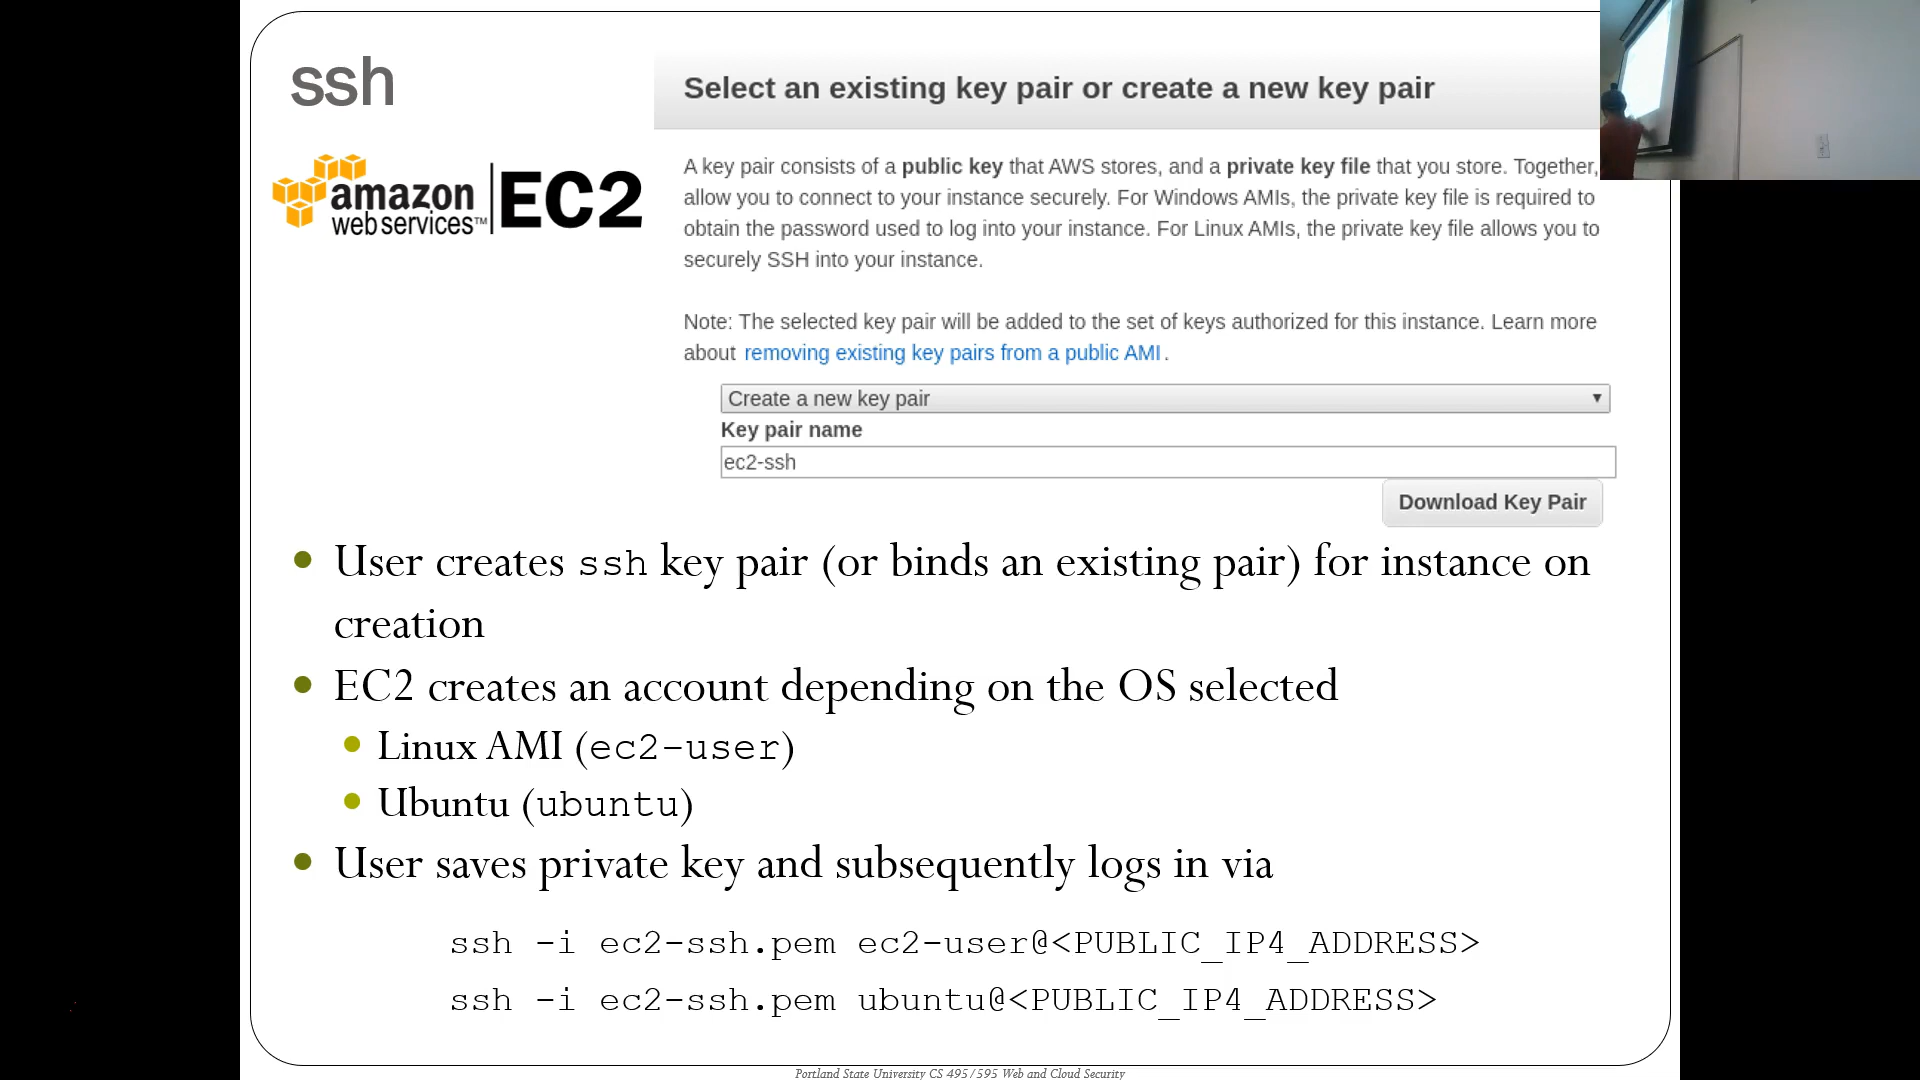 ssh
Select an existing key pair or create a new key pair
amazon
web services™
EC2
A key pair consists of a public key that AWS stores, and a private key file that you store. Together,
allow you to connect to your instance securely. For Windows AMIs, the private key file is required to
obtain the password used to log into your instance. For Linux AMIs, the private key file allows you to
securely SSH into your instance.
Note: The selected key pair will be added to the set of keys authorized for this instance. Learn more
about removing existing key pairs from a public AMI.
Create a new key pair
Key pair name
ec2-ssh
Download Key Pair
User creates ssh key pair (or binds an existing pair) for instance on
creation
EC2 creates an account depending on the OS selected
Linux AMI (ec2-user)
Ubuntu (ubuntu)
User saves private key and subsequently logs in via
ssh -i ec2-ssh.pem ec2-user@<PUBLIC_IP4_ADDRESS>
ssh -i ec2-ssh.pem ubuntu@<PUBLIC_IP4_ADDRESS>
Portland State University CS 495/595 Web and Cloud Security